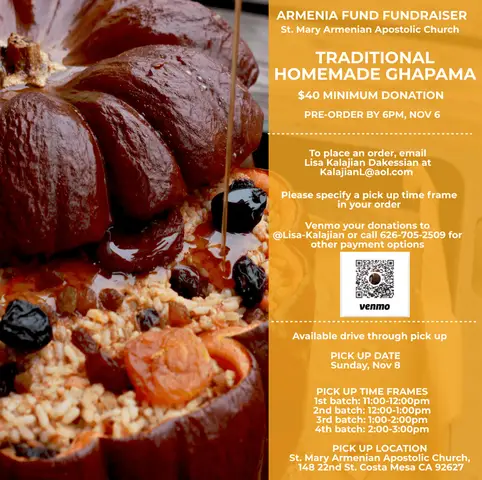 ARMENIA FUND FUNDRAISER
St. Mary Armenian Apostolic Church
TRADITIONAL
HOMEMADE GHAPAMA
$40 MINIMUM DONATION
PRE-ORDER BY 6PM, NOV 6
To place an order, email
Lisa Kalajian Dakessian at
KalajianL@aol.com
Please specify a pick up time frame
in your order
Venmo your donations to
@Lisa-Kalajian or call 626-705-2509 for
other payment options
venmo
Available drive through pick up
PICK UP DATE
Sunday, Nov 8
PICK UP TIME FRAMES
1st batch: 11:00-12:00pm
2nd batch: 12:00-1:00pm
3rd batch: 1:00-2:00pm
4th batch: 2:00-3:00pm
PICK UP LOCATION
St. Mary Armenian Apostolic Church,
148 22nd St. Costa Mesa CA 92627